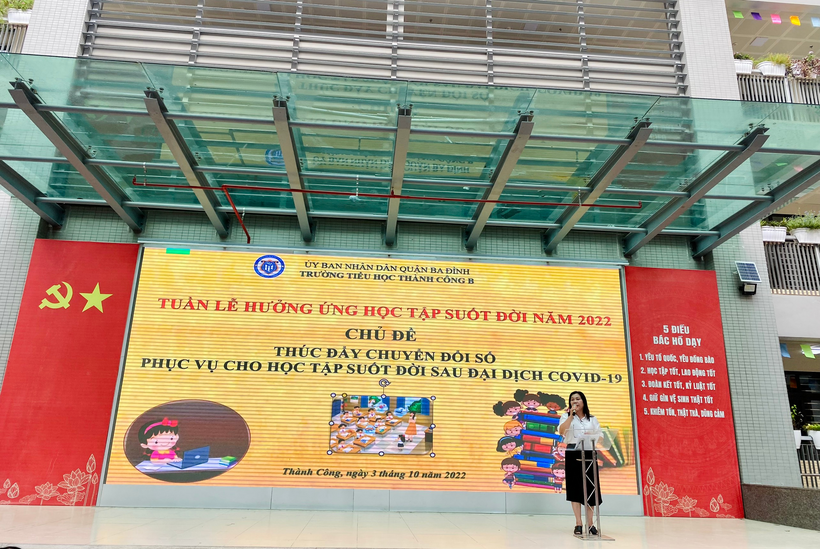 ỦY BAN NHÂN DÂN QUẬN BA ĐÌNH
TRƯỜNG TIỂU HỌC THÀNH CÔNG B
TUẦN LỄ HƯỞNG ỨNG HỌC TẬP SUỐT ĐỜI NĂM 2022
CHỦ ĐỀ
THÚC ĐẨY CHUYỂN ĐỔI SỐ
PHỤC VỤ CHO HỌC TẬP SUỐT ĐỜI SAU ĐẠI DỊCH COVID-19
Thành Công, ngày 3 tháng 10 năm 2022
5 ĐIỀU
BÁC HỒ DẠY
1. YÊU TỔ QUỐC, YÊU ĐỒNG BÀO
2. HỌC TẬP TỐT, LAO ĐỘNG TỐT
3. ĐOÀN KẾT TỐT, KỶ LUẬT TỐT
4. GIỮ GÌN VỆ SINH THẬT TỐT
5. KHIÊM TỐN, THẬT THÀ, DŨNG CẢM